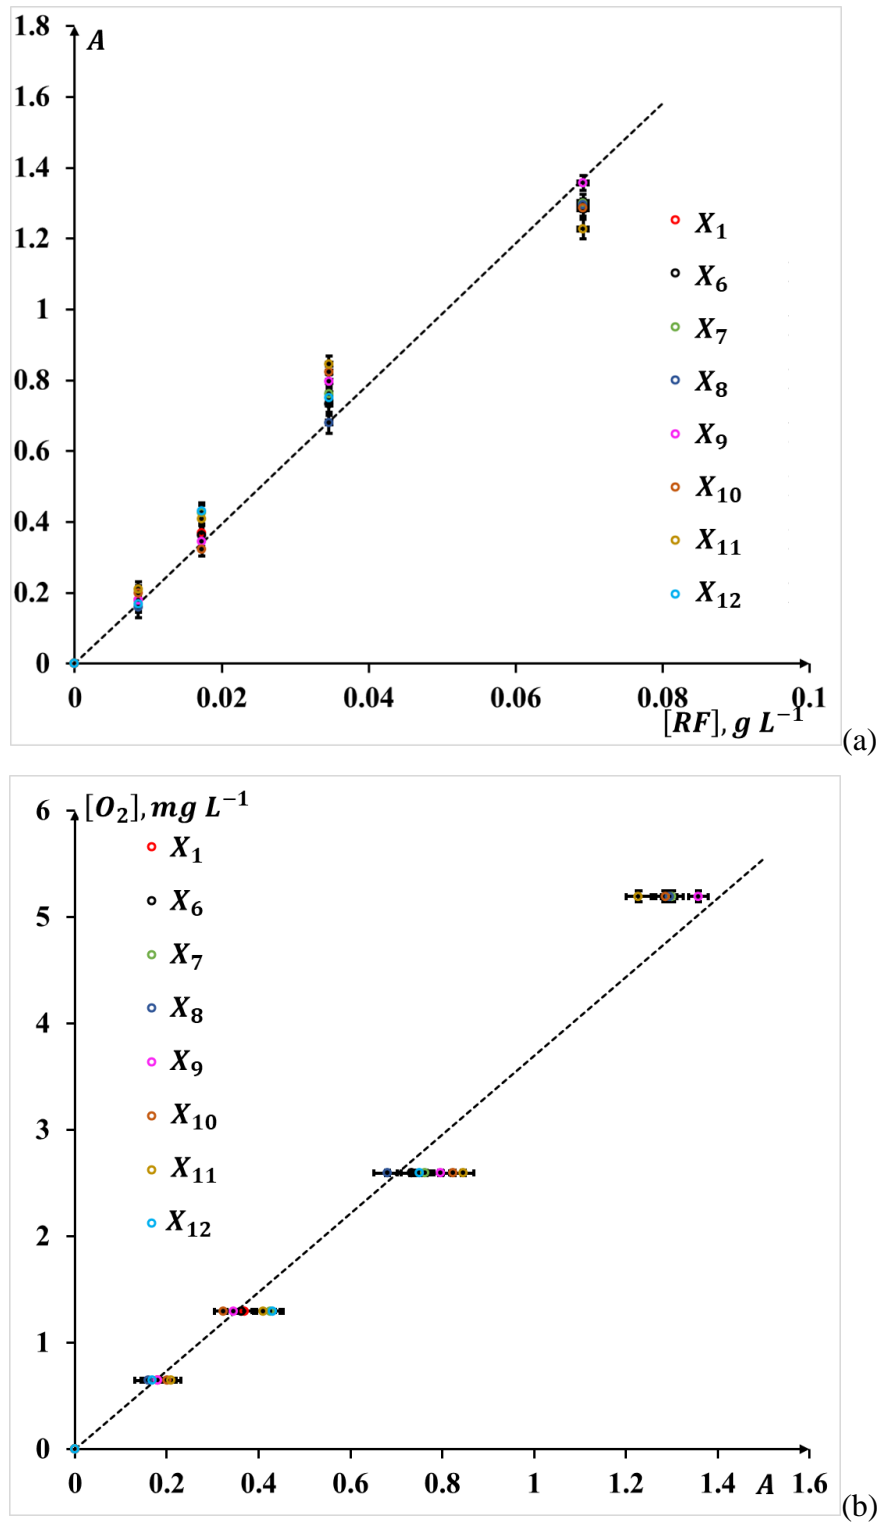 1.8
A
1.6
1.4
1.2
X1
X6
1
X7
0.8
X8
X9
0.6
X10
0.4
X11
0.2
X12
0
0 0.02 0.04 0.06 0.08 0.1
[RF], g L⁻¹
(a)
6 [O2], mg L⁻¹
X1
X6
5
X7
4
X8
X9
3
X10
X11
2
X12
1
0
0 0.2 0.4 0.6 0.8 1 1.2 1.4 A 1.6
(b)